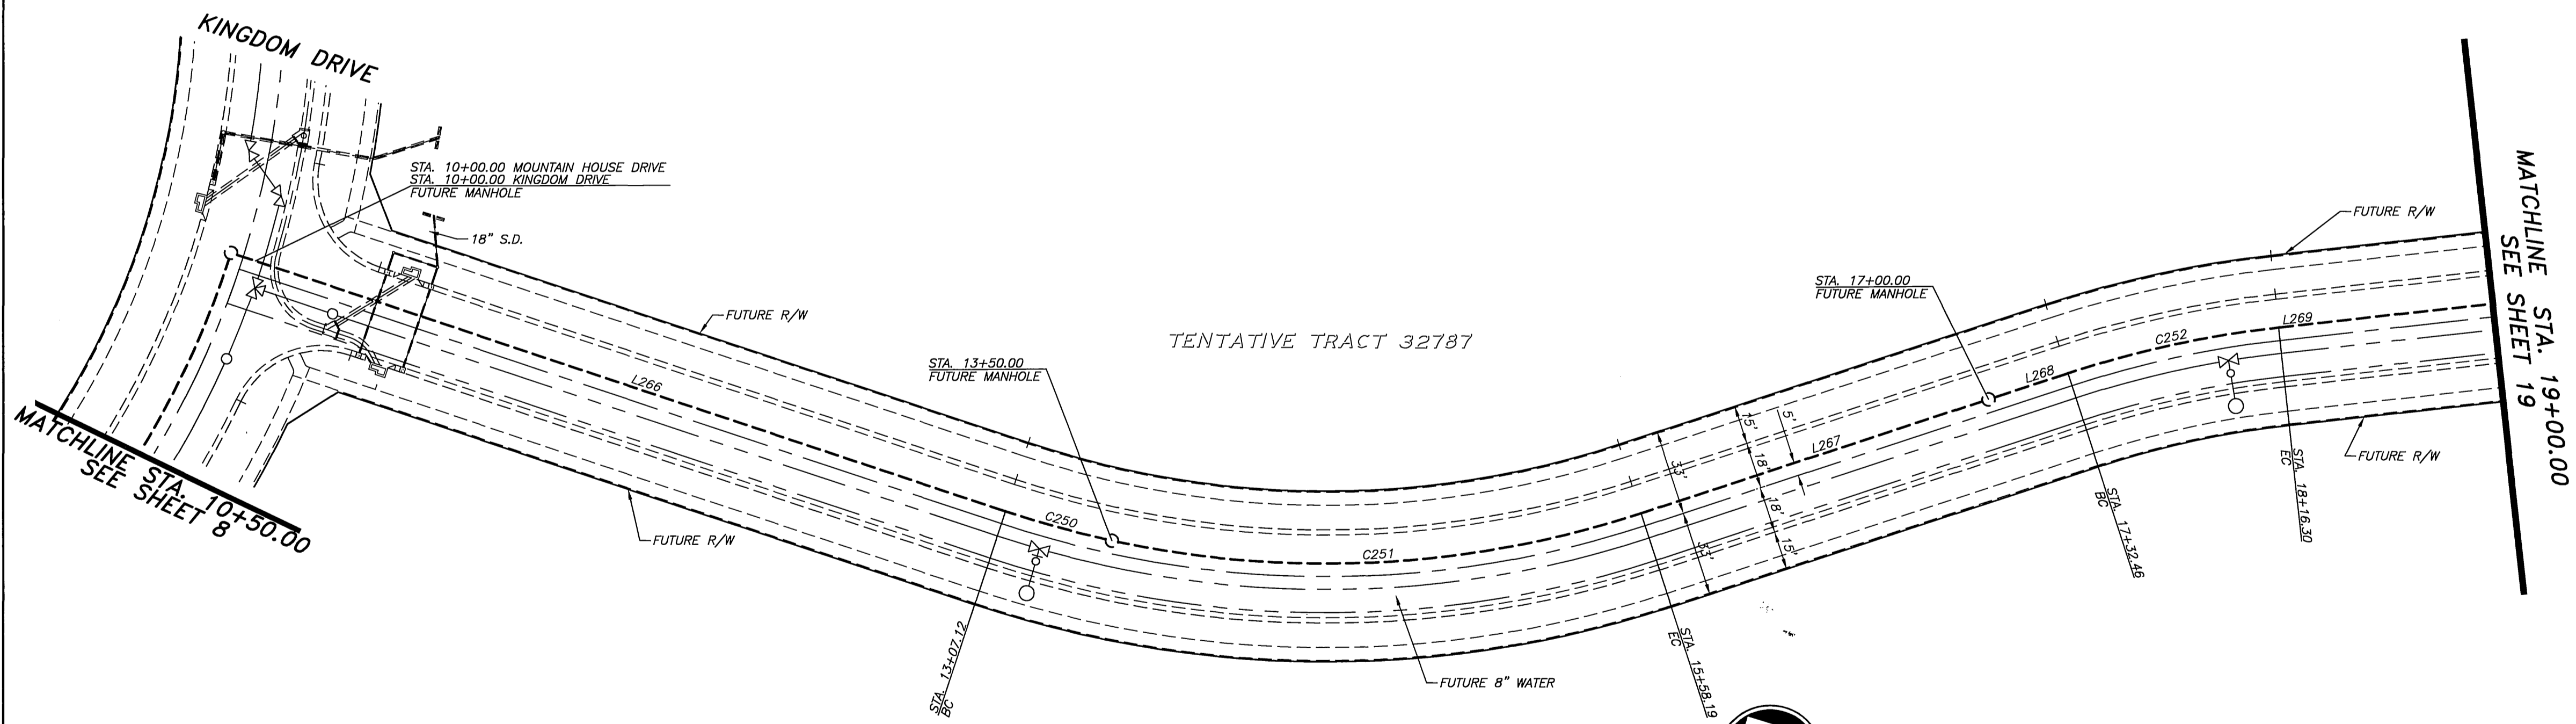 KINGDOM DRIVE
STA. 10+00.00 MOUNTAIN HOUSE DRIVE
STA. 10+00.00 KINGDOM DRIVE
FUTURE MANHOLE
18" S.D.
FUTURE R/W
L266
MATCHLINE STA. 10+50.00
SEE SHEET 8
FUTURE R/W
STA. 13+50.00
FUTURE MANHOLE
TENTATIVE TRACT 32787
C250
STA. 13+07.12
BC
C251
FUTURE 8" WATER
33'
33'
15'
18'
18'
15'
5'
L267
STA. 15+58.19
EC
STA. 17+00.00
FUTURE MANHOLE
L268
C252
L269
STA. 17+32.46
BC
STA. 18+16.30
EC
FUTURE R/W
FUTURE R/W
MATCHLINE STA. 19+00.00
SEE SHEET 19